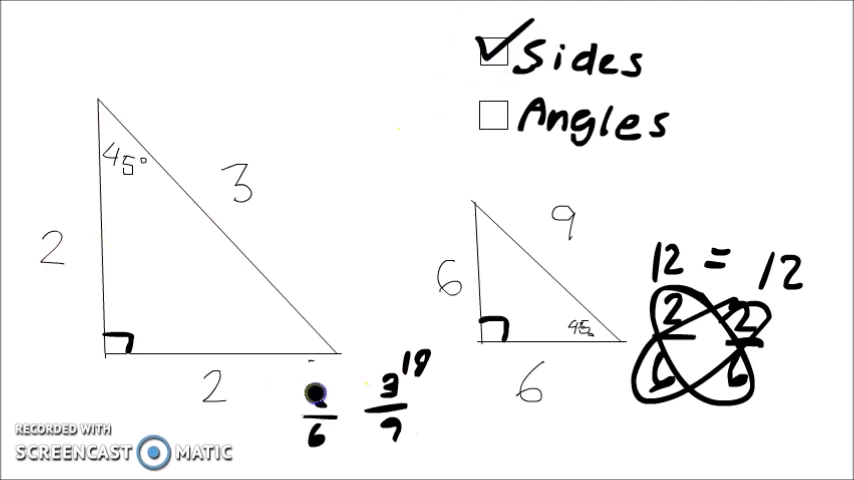 Sides
Angles
45°
3
2
9
6
45
12 = 12
2 2
6 6
2
6
18
3
6 9
RECORDED WITH
SCREENCAST MATIC